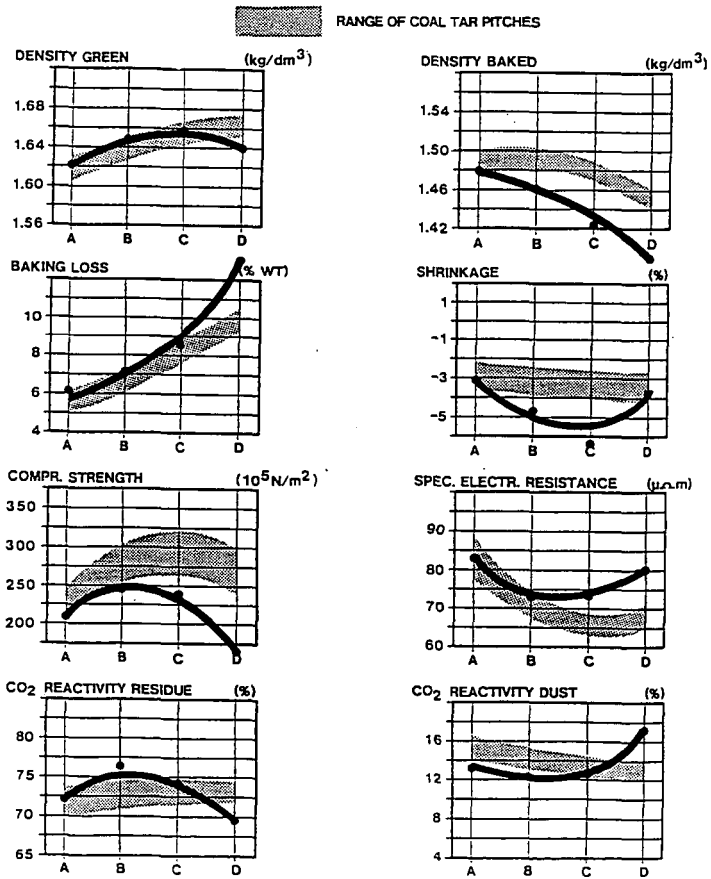 RANGE OF COAL TAR PITCHES
DENSITY GREEN (kg/dm³)
1.68
1.64
1.60
1.56
A B C D
DENSITY BAKED (kg/dm³)
1.54
1.50
1.46
1.42
A B C D
BAKING LOSS (% WT)
10
8
6
4
A B C D
SHRINKAGE (%)
1
-1
-3
-5
A B C D
COMPR. STRENGTH (10⁵N/m²)
350
300
250
200
A B C D
SPEC. ELECTR. RESISTANCE (μΩm)
90
80
70
60
A B C D
CO₂ REACTIVITY RESIDUE (%)
80
75
70
65
A B C D
CO₂ REACTIVITY DUST (%)
16
12
8
4
A B C D